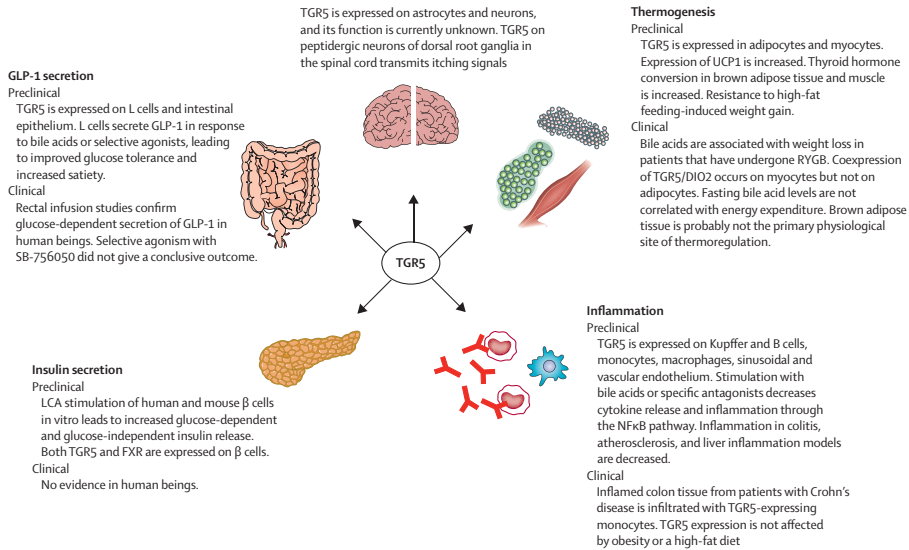 TGR5 is expressed on astrocytes and neurons,
and its function is currently unknown. TGR5 on
peptidergic neurons of dorsal root ganglia in
the spinal cord transmits itching signals
Thermogenesis
Preclinical
TGR5 is expressed in adipocytes and myocytes.
Expression of UCP1 is increased. Thyroid hormone
conversion in brown adipose tissue and muscle
is increased. Resistance to high-fat
feeding-induced weight gain.
Clinical
Bile acids are associated with weight loss in
patients that have undergone RYGB. Coexpression
of TGR5/DIO2 occurs on myocytes but not on
adipocytes. Fasting bile acid levels are not
correlated with energy expenditure. Brown adipose
tissue is probably not the primary physiological
site of thermoregulation.
GLP-1 secretion
Preclinical
TGR5 is expressed on L cells and intestinal
epithelium. L cells secrete GLP-1 in response
to bile acids or selective agonists, leading
to improved glucose tolerance and
increased satiety.
Clinical
Rectal infusion studies confirm
glucose-dependent secretion of GLP-1 in
human beings. Selective agonism with
SB-756050 did not give a conclusive outcome.
TGR5
Insulin secretion
Preclinical
LCA stimulation of human and mouse β cells
in vitro leads to increased glucose-dependent
and glucose-independent insulin release.
Both TGR5 and FXR are expressed on β cells.
Clinical
No evidence in human beings.
Inflammation
Preclinical
TGR5 is expressed on Kupffer and B cells,
monocytes, macrophages, sinusoidal and
vascular endothelium. Stimulation with
bile acids or specific antagonists decreases
cytokine release and inflammation through
the NFκB pathway. Inflammation in colitis,
atherosclerosis, and liver inflammation models
are decreased.
Clinical
Inflamed colon tissue from patients with Crohn's
disease is infiltrated with TGR5-expressing
monocytes. TGR5 expression is not affected
by obesity or a high-fat diet